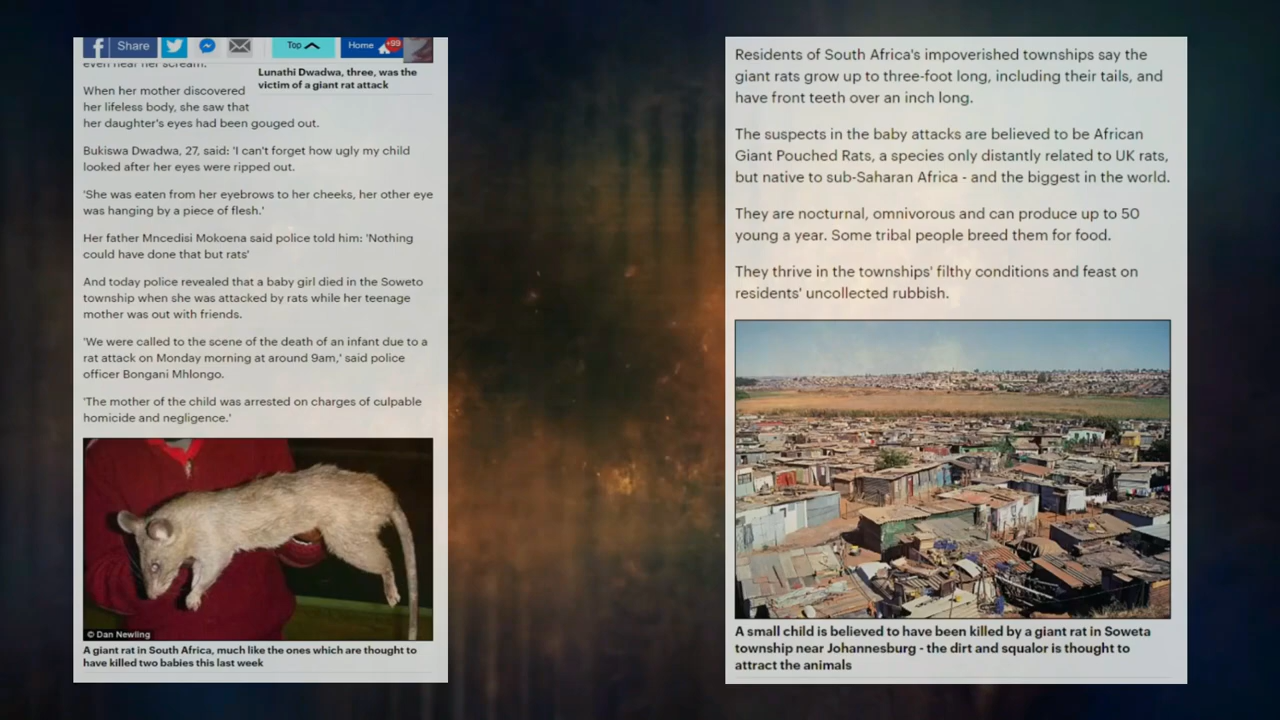 Share
Top
Home
+99
even hear her scream.
Lunathi Dwadwa, three, was the
victim of a giant rat attack
When her mother discovered
her lifeless body, she saw that
her daughter's eyes had been gouged out.
Bukiswa Dwadwa, 27, said: 'I can't forget how ugly my child
looked after her eyes were ripped out.
'She was eaten from her eyebrows to her cheeks, her other eye
was hanging by a piece of flesh.'
Her father Mncedisi Mokoena said police told him: 'Nothing
could have done that but rats'
And today police revealed that a baby girl died in the Soweto
township when she was attacked by rats while her teenage
mother was out with friends.
'We were called to the scene of the death of an infant due to a
rat attack on Monday morning at around 9am,' said police
officer Bongani Mhlongo.
'The mother of the child was arrested on charges of culpable
homicide and negligence.'
© Dan Newling
A giant rat in South Africa, much like the ones which are thought to
have killed two babies this last week
Residents of South Africa's impoverished townships say the
giant rats grow up to three-foot long, including their tails, and
have front teeth over an inch long.
The suspects in the baby attacks are believed to be African
Giant Pouched Rats, a species only distantly related to UK rats,
but native to sub-Saharan Africa - and the biggest in the world.
They are nocturnal, omnivorous and can produce up to 50
young a year. Some tribal people breed them for food.
They thrive in the townships' filthy conditions and feast on
residents' uncollected rubbish.
A small child is believed to have been killed by a giant rat in Soweta
township near Johannesburg - the dirt and squalor is thought to
attract the animals